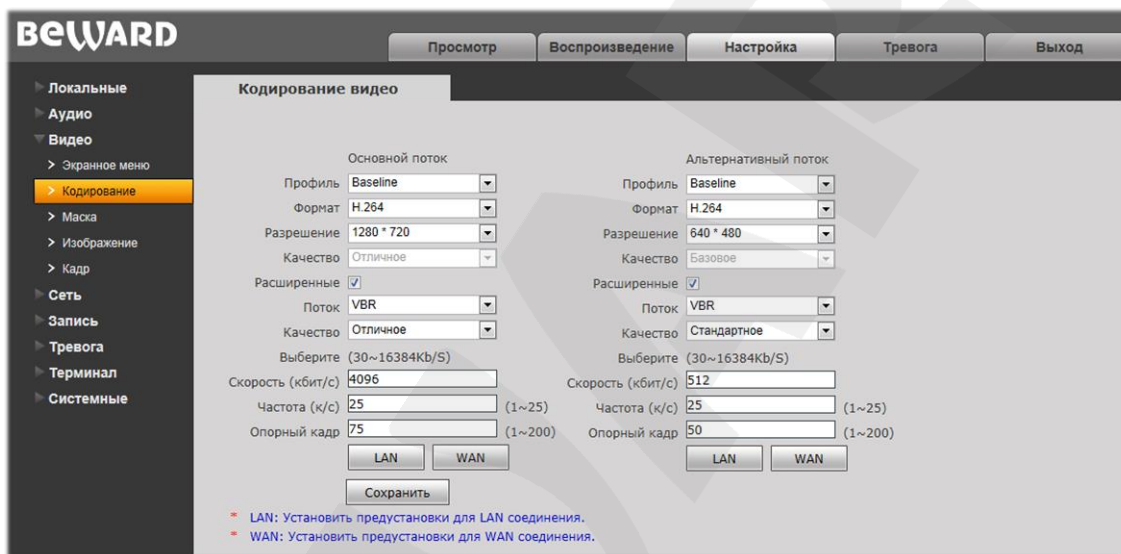 BEWARD
Просмотр Воспроизведение Настройка Тревога Выход
Локальные
Аудио
Видео
Экранное меню
Кодирование
Маска
Изображение
Кадр
Сеть
Запись
Тревога
Терминал
Системные
Кодирование видео
Основной поток Альтернативный поток
Профиль Baseline Профиль Baseline
Формат H.264 Формат H.264
Разрешение 1280 * 720 Разрешение 640 * 480
Качество Отличное Качество Базовое
Расширенные Расширенные
Поток VBR Поток VBR
Качество Отличное Качество Стандартное
Выберите (30~16384Kb/S) Выберите (30~16384Kb/S)
Скорость (кбит/с) 4096 Скорость (кбит/с) 512
Частота (к/с) 25 (1~25) Частота (к/с) 25 (1~25)
Опорный кадр 75 (1~200) Опорный кадр 50 (1~200)
LAN WAN LAN WAN
Сохранить
* LAN: Установить предустановки для LAN соединения.
* WAN: Установить предустановки для WAN соединения.